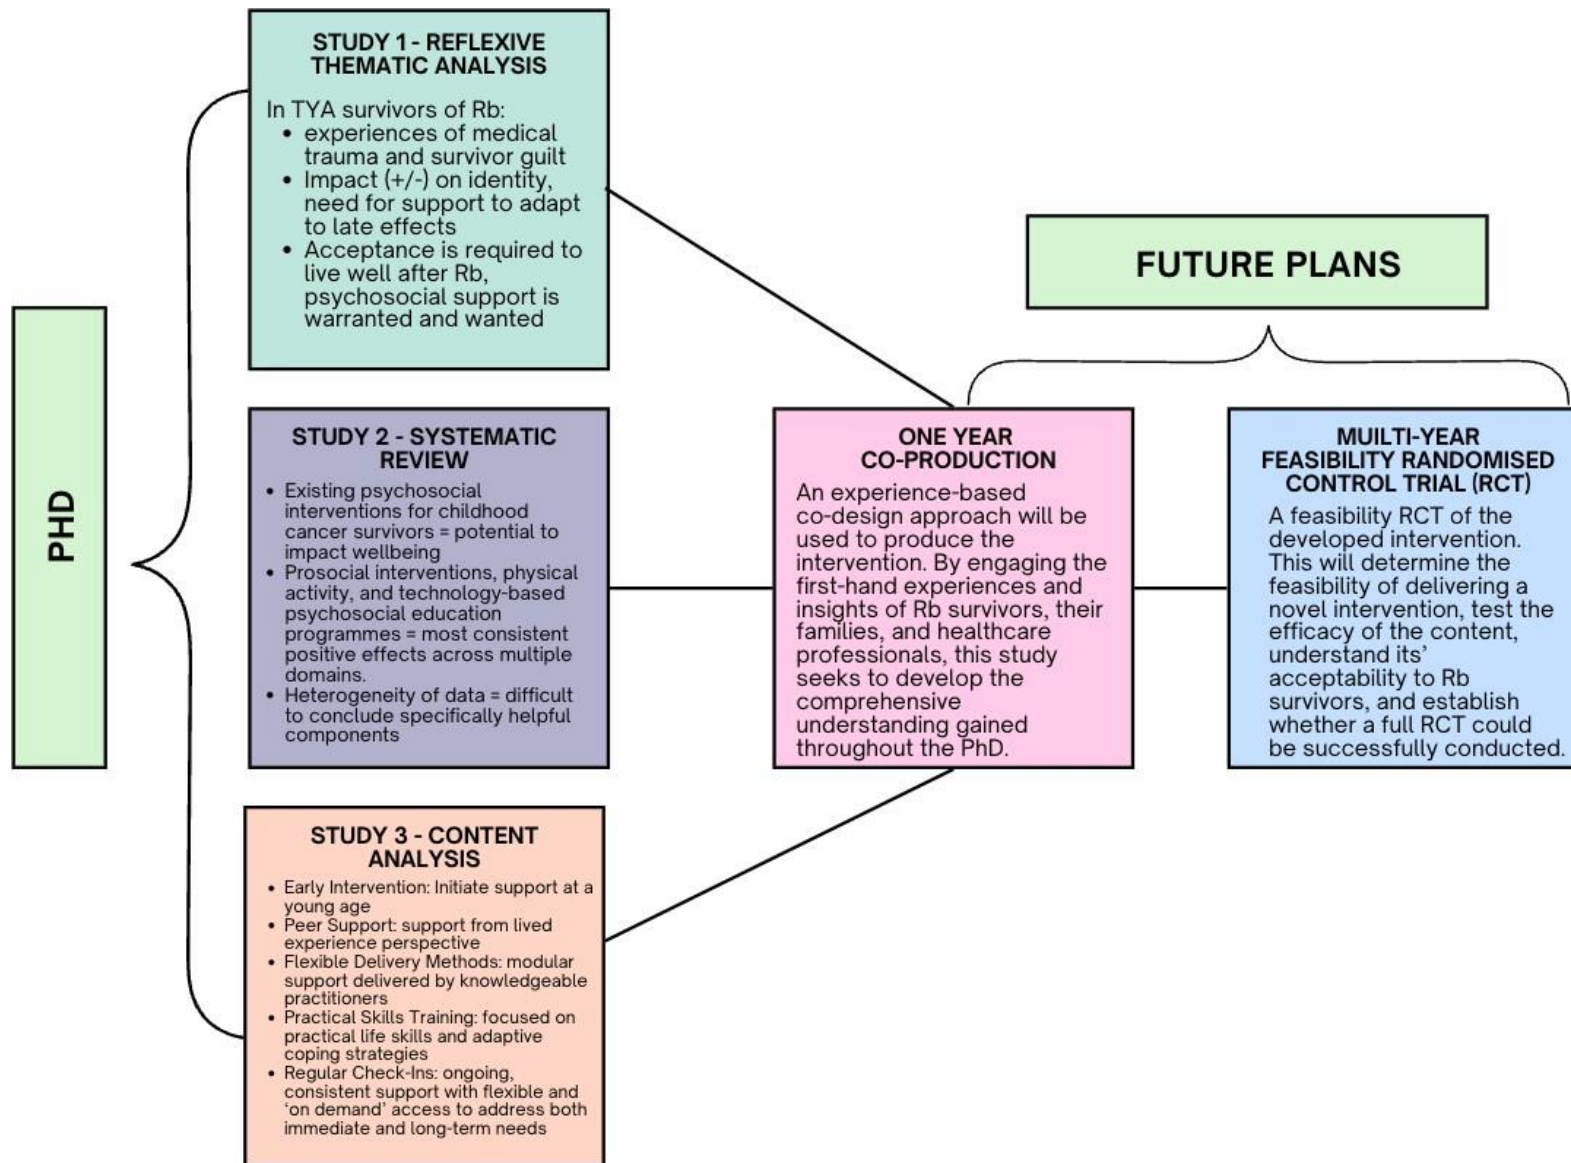 PHD
STUDY 1 - REFLEXIVE
THEMATIC ANALYSIS
In TYA survivors of Rb:
• experiences of medical
trauma and survivor guilt
• Impact (+/-) on identity,
need for support to adapt
to late effects
• Acceptance is required to
live well after Rb,
psychosocial support is
warranted and wanted
STUDY 2 - SYSTEMATIC
REVIEW
• Existing psychosocial
interventions for childhood
cancer survivors = potential to
impact wellbeing
• Prosocial interventions, physical
activity, and technology-based
psychosocial education
programmes = most consistent
positive effects across multiple
domains.
• Heterogeneity of data = difficult
to conclude specifically helpful
components
STUDY 3 - CONTENT
ANALYSIS
• Early Intervention: Initiate support at a
young age
• Peer Support: support from lived
experience perspective
• Flexible Delivery Methods: modular
support delivered by knowledgeable
practitioners
• Practical Skills Training: focused on
practical life skills and adaptive
coping strategies
• Regular Check-Ins: ongoing,
consistent support with flexible and
‘on demand’ access to address both
immediate and long-term needs
FUTURE PLANS
ONE YEAR
CO-PRODUCTION
An experience-based
co-design approach will be
used to produce the
intervention. By engaging the
first-hand experiences and
insights of Rb survivors, their
families, and healthcare
professionals, this study
seeks to develop the
comprehensive
understanding gained
throughout the PhD.
MUILTI-YEAR
FEASIBILITY RANDOMISED
CONTROL TRIAL (RCT)
A feasibility RCT of the
developed intervention.
This will determine the
feasibility of delivering a
novel intervention, test the
efficacy of the content,
understand its’
acceptability to Rb
survivors, and establish
whether a full RCT could
be successfully conducted.